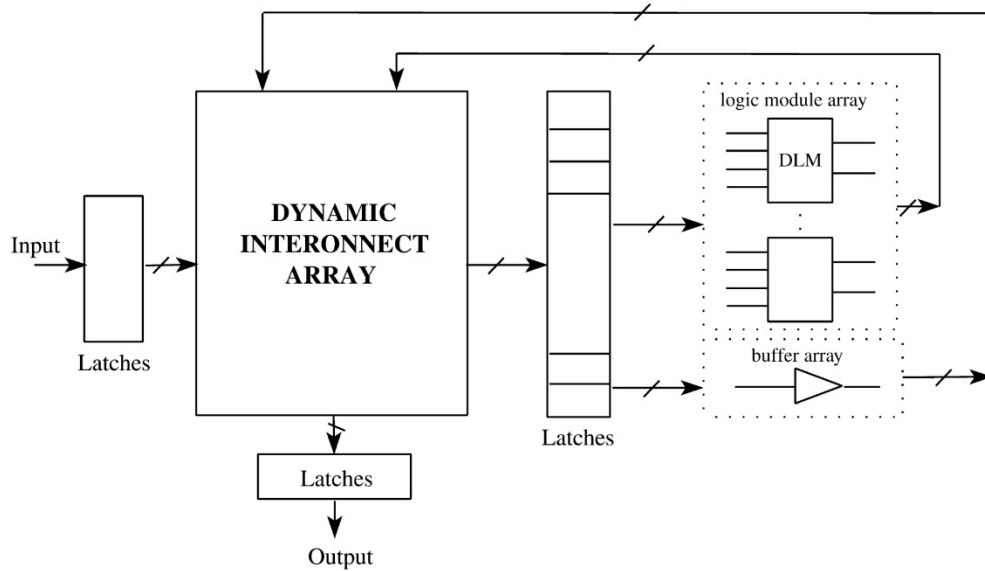 logic module array
DLM
DYNAMIC
INTERONNECT
ARRAY
Input
Latches
buffer array
Latches
Latches
Output